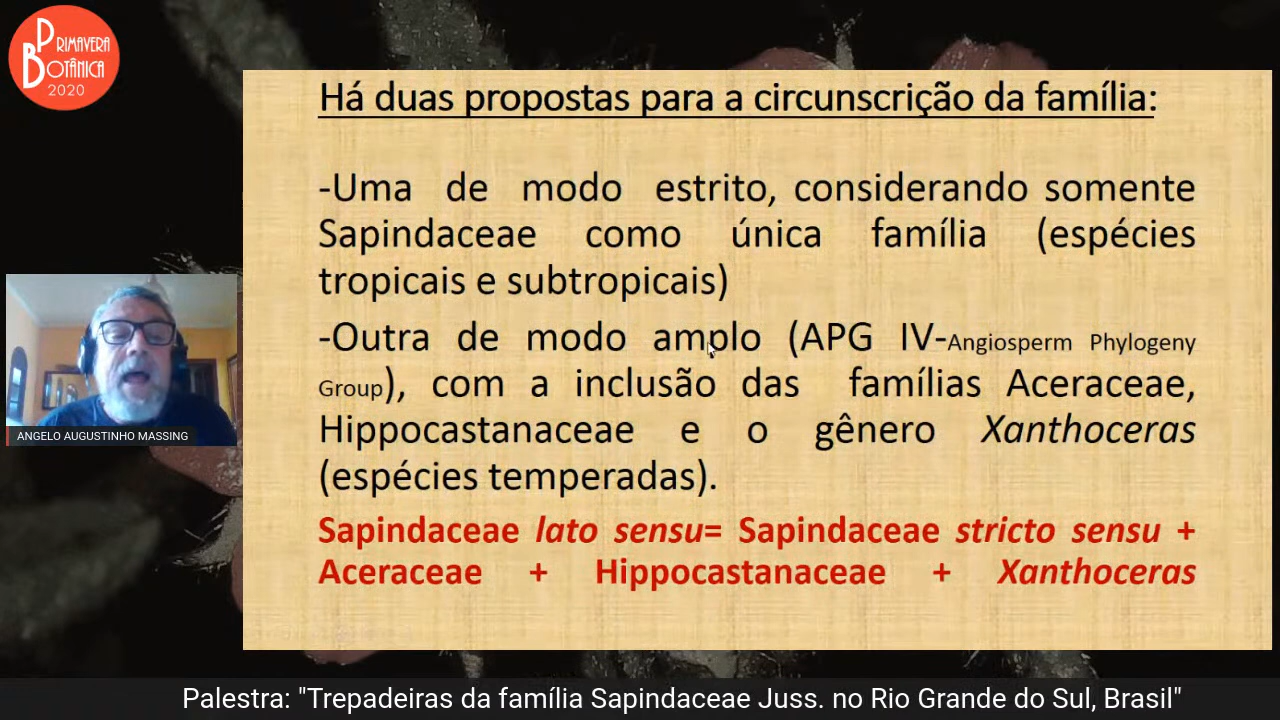 PRIMAVERA
BOTÂNICA
2020
Há duas propostas para a circunscrição da família:
-Uma de modo estrito, considerando somente
Sapindaceae como única família (espécies
tropicais e subtropicais)
-Outra de modo amplo (APG IV-Angiosperm Phylogeny
Group), com a inclusão das famílias Aceraceae,
Hippocastanaceae e o gênero Xanthoceras
(espécies temperadas).
Sapindaceae lato sensu= Sapindaceae stricto sensu +
Aceraceae + Hippocastanaceae + Xanthoceras
ANGELO AUGUSTINHO MASSING
Palestra: "Trepadeiras da família Sapindaceae Juss. no Rio Grande do Sul, Brasil"